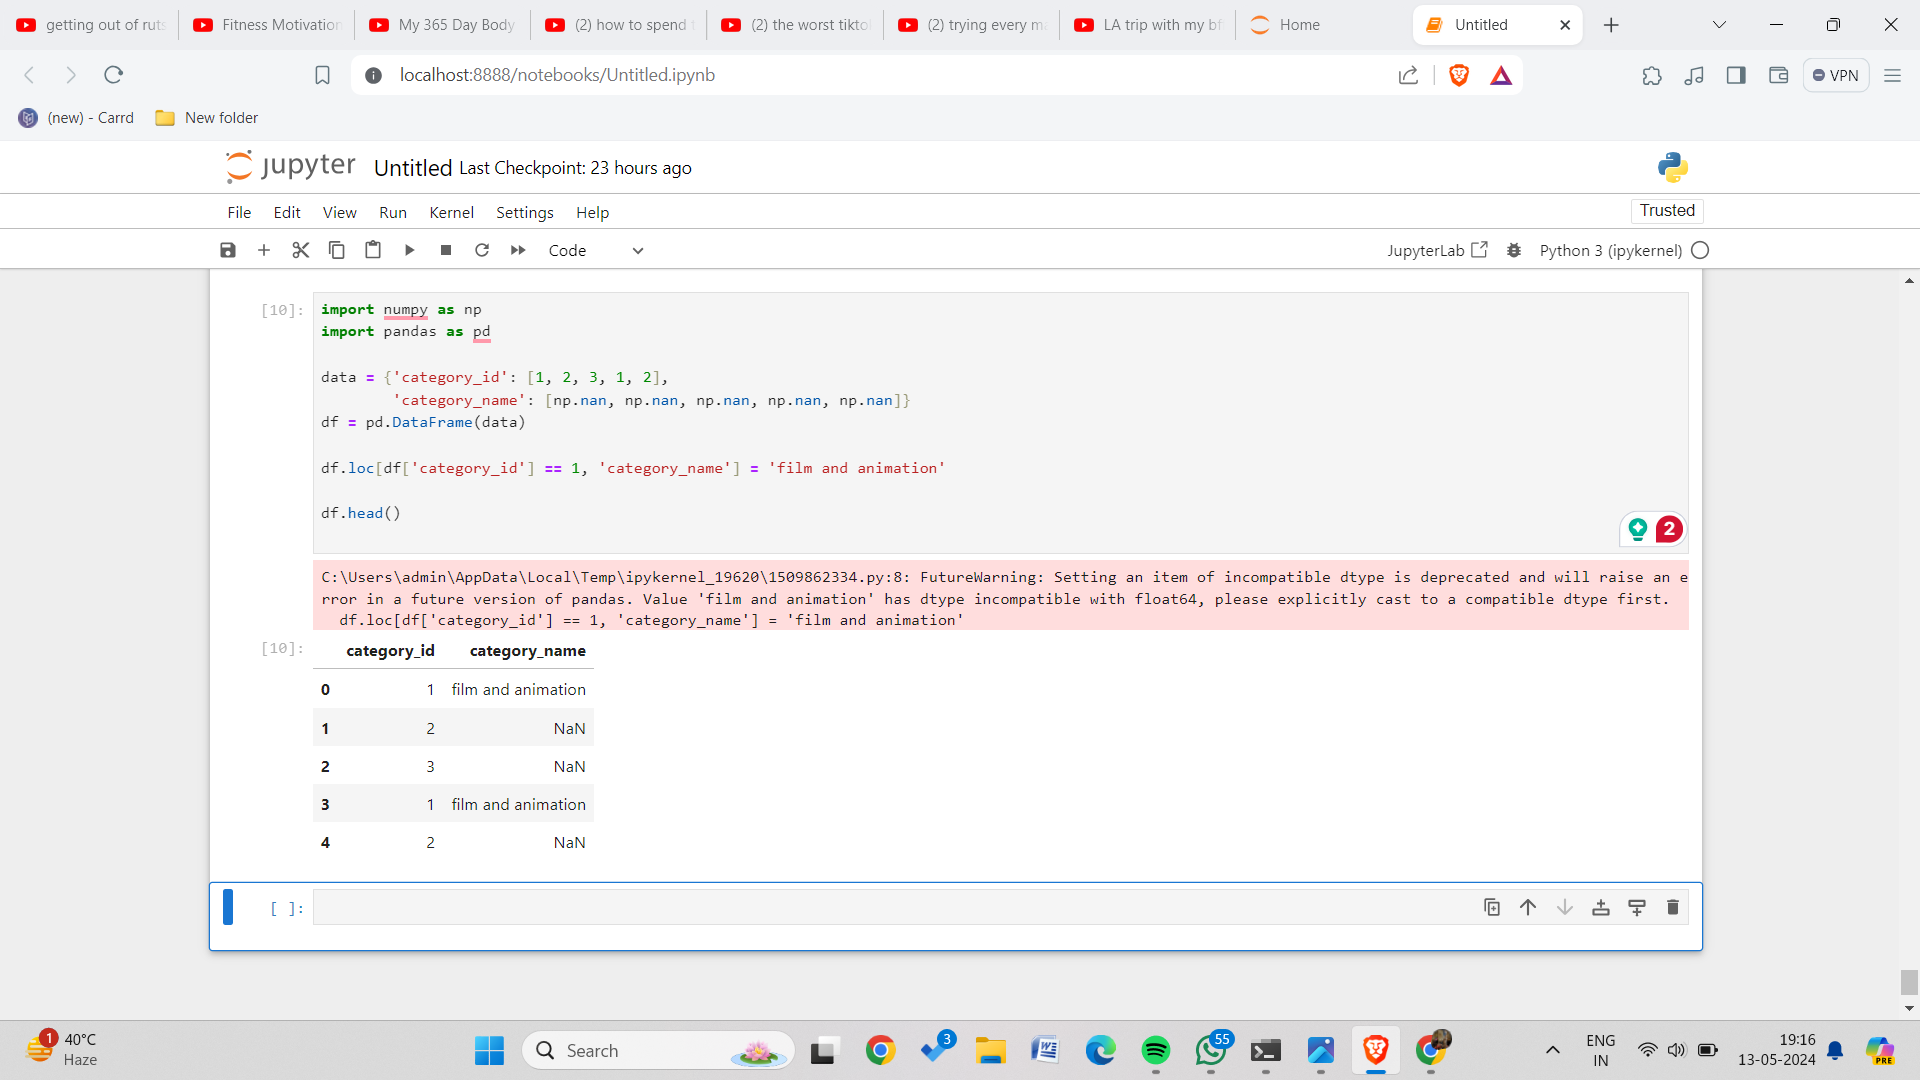 getting out of ruts
Fitness Motivation
My 365 Day Body
(2) how to spend
(2) the worst tikto
(2) trying every m
LA trip with my bf
Home
Untitled
localhost:8888/notebooks/Untitled.ipynb
VPN
(new) - Carrd
New folder
jupyter
Untitled Last Checkpoint: 23 hours ago
File Edit View Run Kernel Settings Help
Trusted
Code
JupyterLab
Python 3 (ipykernel)
[10]:
import numpy as np
import pandas as pd
data = {'category_id': [1, 2, 3, 1, 2],
'category_name': [np.nan, np.nan, np.nan, np.nan, np.nan]}
df = pd.DataFrame(data)
df.loc[df['category_id'] == 1, 'category_name'] = 'film and animation'
df.head()
2
C:\Users\admin\AppData\Local\Temp\ipykernel_19620\1509862334.py:8: FutureWarning: Setting an item of incompatible dtype is deprecated and will raise an e
rror in a future version of pandas. Value 'film and animation' has dtype incompatible with float64, please explicitly cast to a compatible dtype first.
df.loc[df['category_id'] == 1, 'category_name'] = 'film and animation'
[10]:
category_id category_name
0 1 film and animation
1 2 NaN
2 3 NaN
3 1 film and animation
4 2 NaN
[ ]:
1
40°C
Haze
Search
3
55
ENG
IN
19:16
13-05-2024
PRE